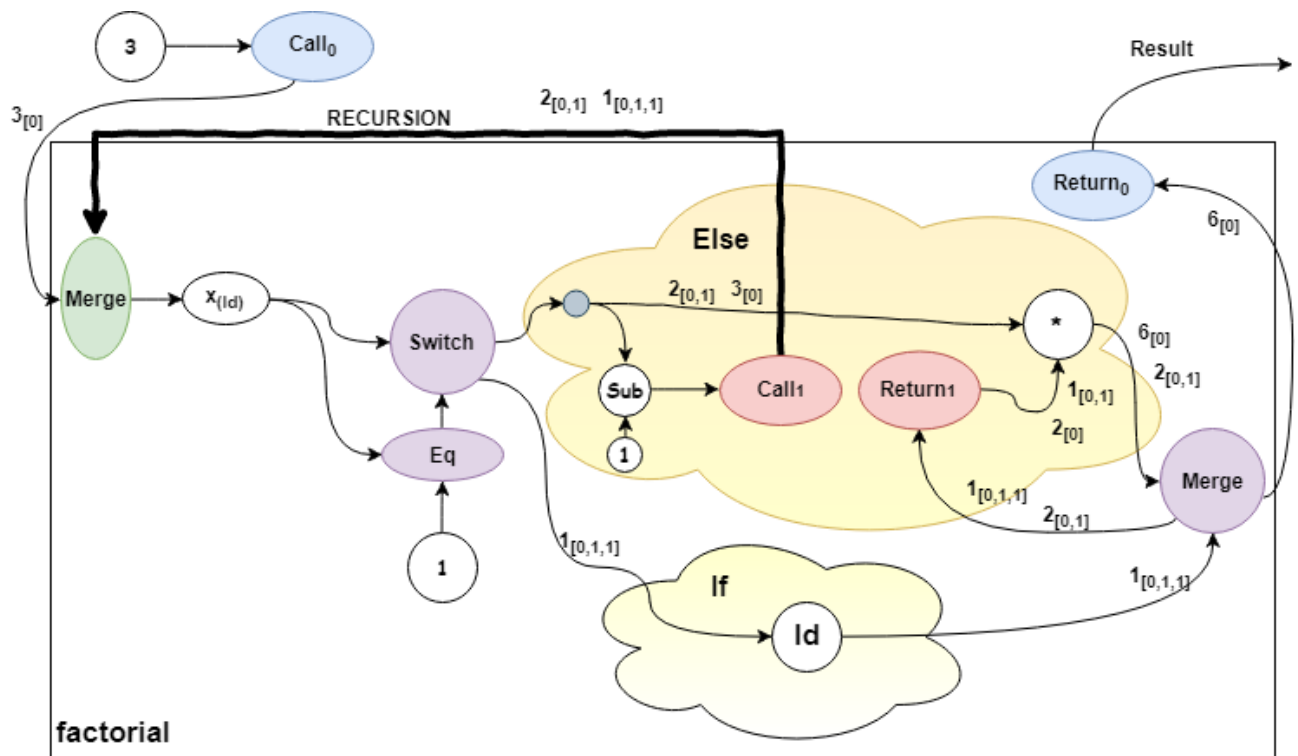 3
Call₀
Result
3[0]
2[0,1] 1[0,1,1]
RECURSION
Return₀
6[0]
Else
Merge
x(Id)
2[0,1] 3[0]
Switch
*
6[0]
2[0,1]
Sub
Call₁
Return₁
1[0,1]
2[0]
1
Eq
Merge
1[0,1,1]
2[0,1]
1
1[0,1,1]
If
Id
1[0,1,1]
factorial